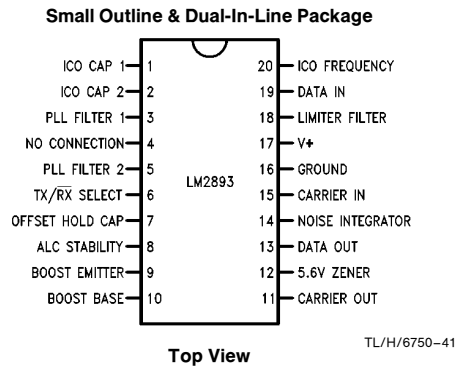 Small Outline & Dual-In-Line Package
ICO CAP 1 1 20 ICO FREQUENCY
ICO CAP 2 2 19 DATA IN
PLL FILTER 1 3 18 LIMITER FILTER
NO CONNECTION 4 17 V+
PLL FILTER 2 5 16 GROUND
LM2893
TX/R̅X̅ SELECT 6 15 CARRIER IN
OFFSET HOLD CAP 7 14 NOISE INTEGRATOR
ALC STABILITY 8 13 DATA OUT
BOOST EMITTER 9 12 5.6V ZENER
BOOST BASE 10 11 CARRIER OUT
TL/H/6750–41
Top View